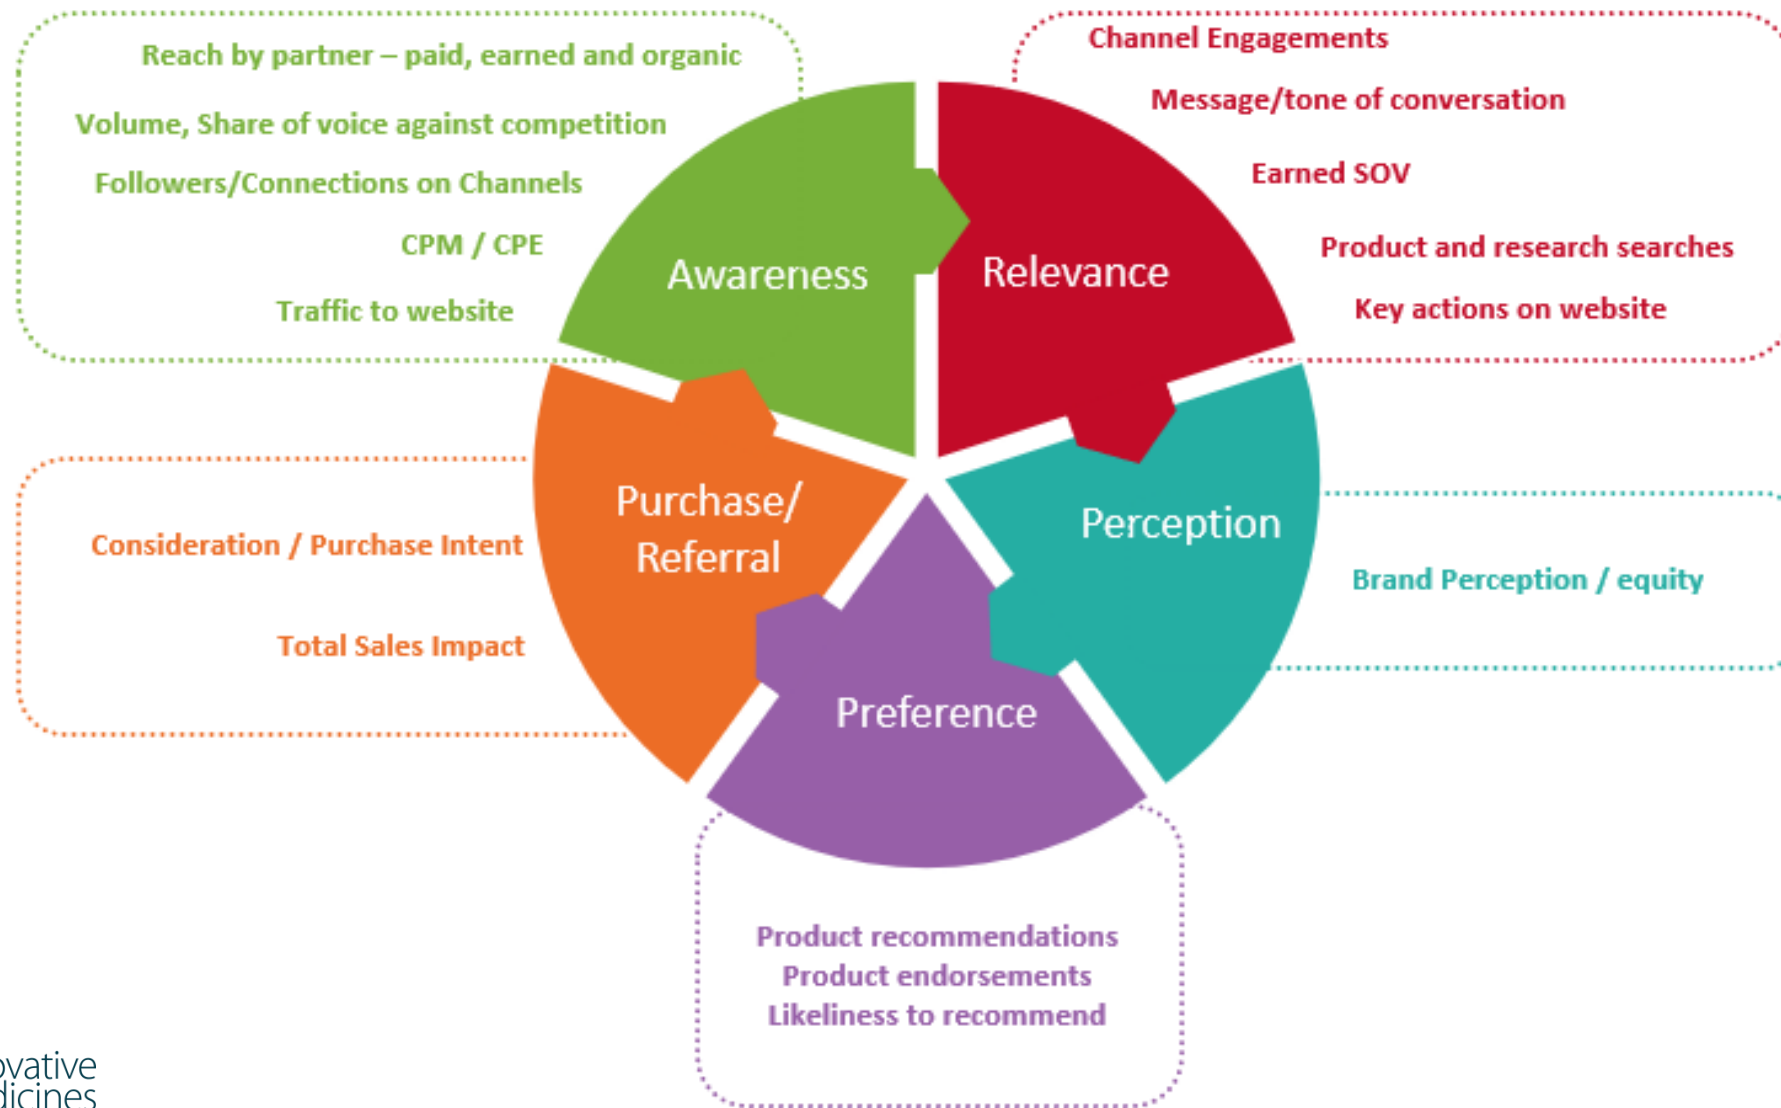 Reach by partner – paid, earned and organic
Volume, Share of voice against competition
Followers/Connections on Channels
CPM / CPE
Traffic to website
Channel Engagements
Message/tone of conversation
Earned SOV
Product and research searches
Key actions on website
Awareness
Relevance
Purchase/
Referral
Perception
Preference
Consideration / Purchase Intent
Total Sales Impact
Brand Perception / equity
Product recommendations
Product endorsements
Likeliness to recommend
ovative
dicines